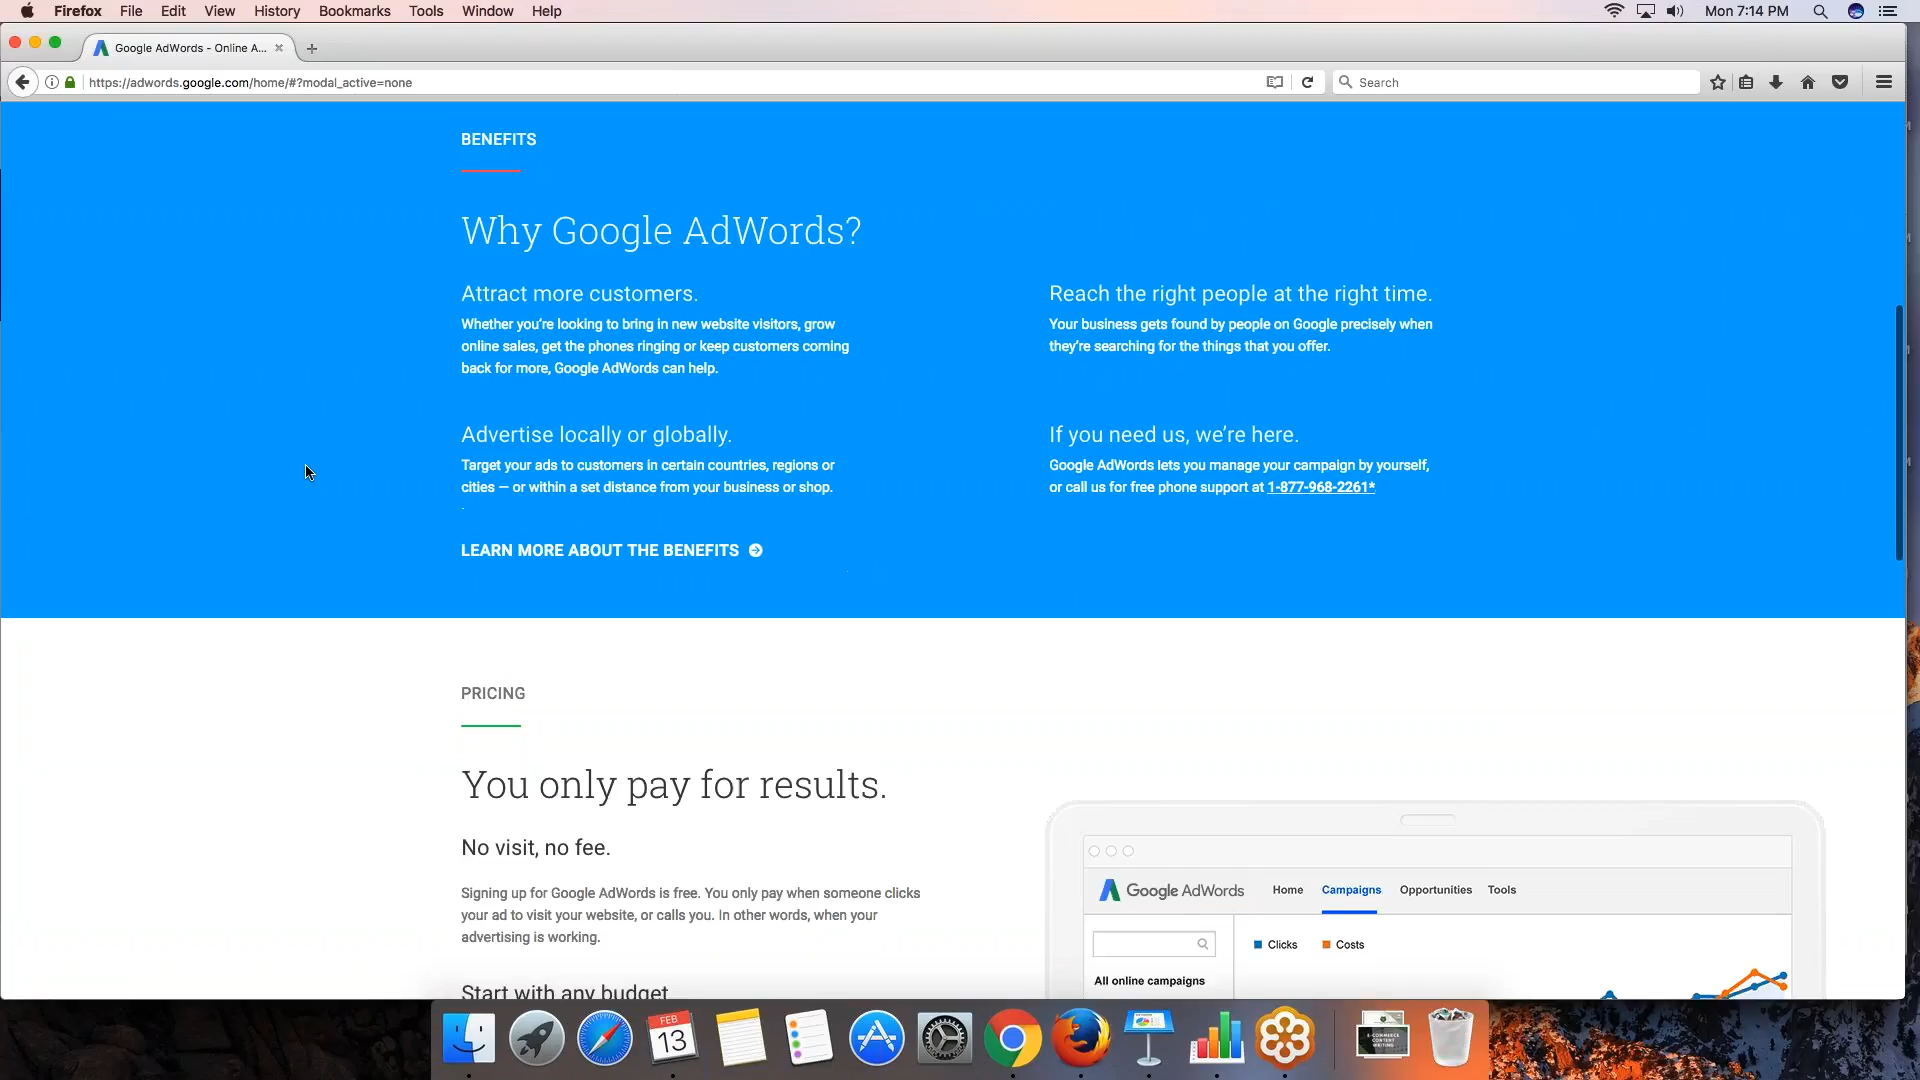 Firefox File Edit View History Bookmarks Tools Window Help Mon 7:14 PM
Google AdWords - Online A...
https://adwords.google.com/home/#?modal_active=none
Search
BENEFITS
Why Google AdWords?
Attract more customers.
Whether you’re looking to bring in new website visitors, grow
online sales, get the phones ringing or keep customers coming
back for more, Google AdWords can help.
Reach the right people at the right time.
Your business gets found by people on Google precisely when
they’re searching for the things that you offer.
Advertise locally or globally.
Target your ads to customers in certain countries, regions or
cities — or within a set distance from your business or shop.
.
If you need us, we’re here.
Google AdWords lets you manage your campaign by yourself,
or call us for free phone support at 1-877-968-2261*
LEARN MORE ABOUT THE BENEFITS
PRICING
You only pay for results.
No visit, no fee.
Signing up for Google AdWords is free. You only pay when someone clicks
your ad to visit your website, or calls you. In other words, when your
advertising is working.
Start with any budget
Google AdWords Home Campaigns Opportunities Tools
Clicks Costs
All online campaigns
FEB
13
E-COMMERCE
CONTENT
WRITING